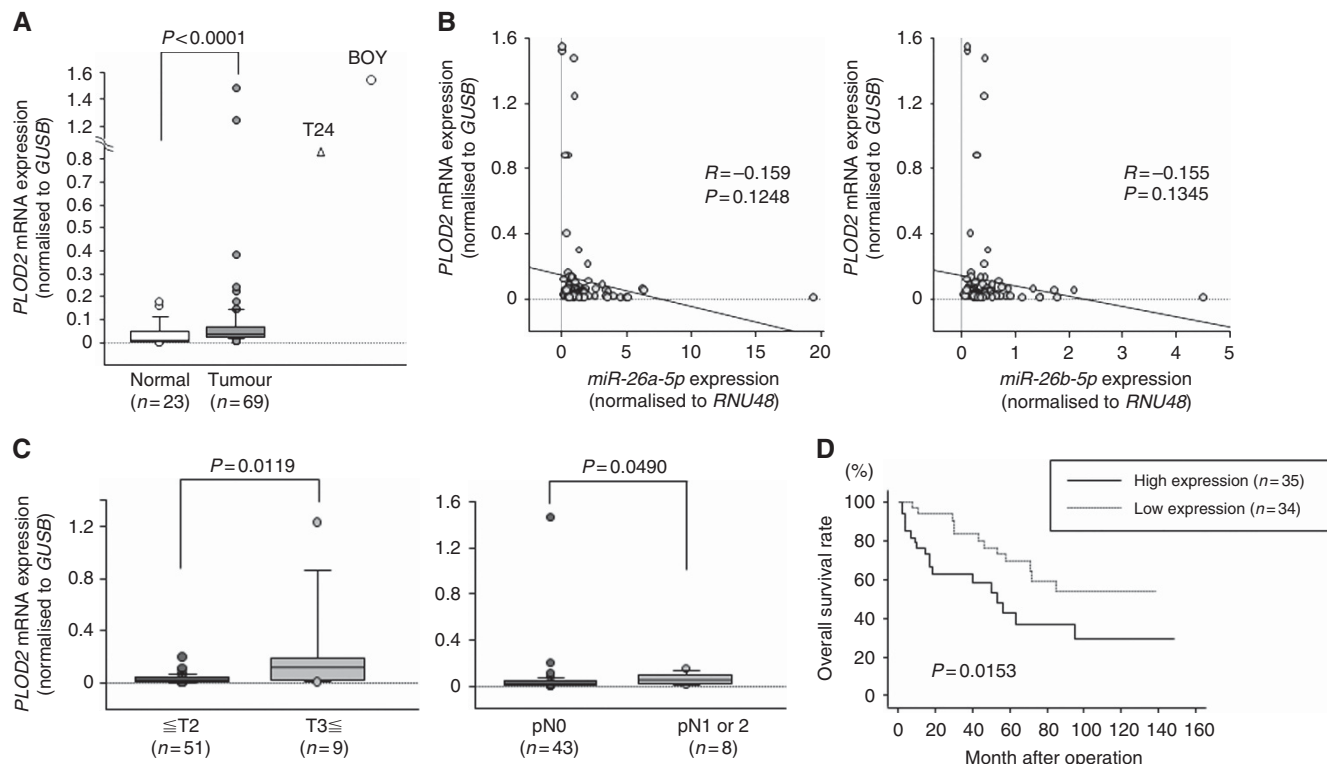 A
P<0.0001
BOY
T24
PLOD2 mRNA expression
(normalised to GUSB)
1.6
1.4
1.2
0.8
0.7
0.6
0.5
0.4
0.3
0.2
0.1
0
Normal
(n=23)
Tumour
(n=69)
B
PLOD2 mRNA expression
(normalised to GUSB)
1.6
1.2
0.8
0.4
0
R=−0.159
P=0.1248
0
5
10
15
20
miR-26a-5p expression
(normalised to RNU48)
PLOD2 mRNA expression
(normalised to GUSB)
1.6
1.2
0.8
0.4
0
R=−0.155
P=0.1345
0
1
2
3
4
5
miR-26b-5p expression
(normalised to RNU48)
C
P=0.0119
PLOD2 mRNA expression
(normalised to GUSB)
1.2
0.8
0.4
0
≦T2
(n=51)
T3≦
(n=9)
P=0.0490
1.6
1.2
0.8
0.4
0
pN0
(n=43)
pN1 or 2
(n=8)
D
(%)
High expression (n=35)
Low expression (n=34)
Overall survival rate
100
80
60
40
20
0
P=0.0153
0
20
40
60
80
100
120
140
160
Month after operation